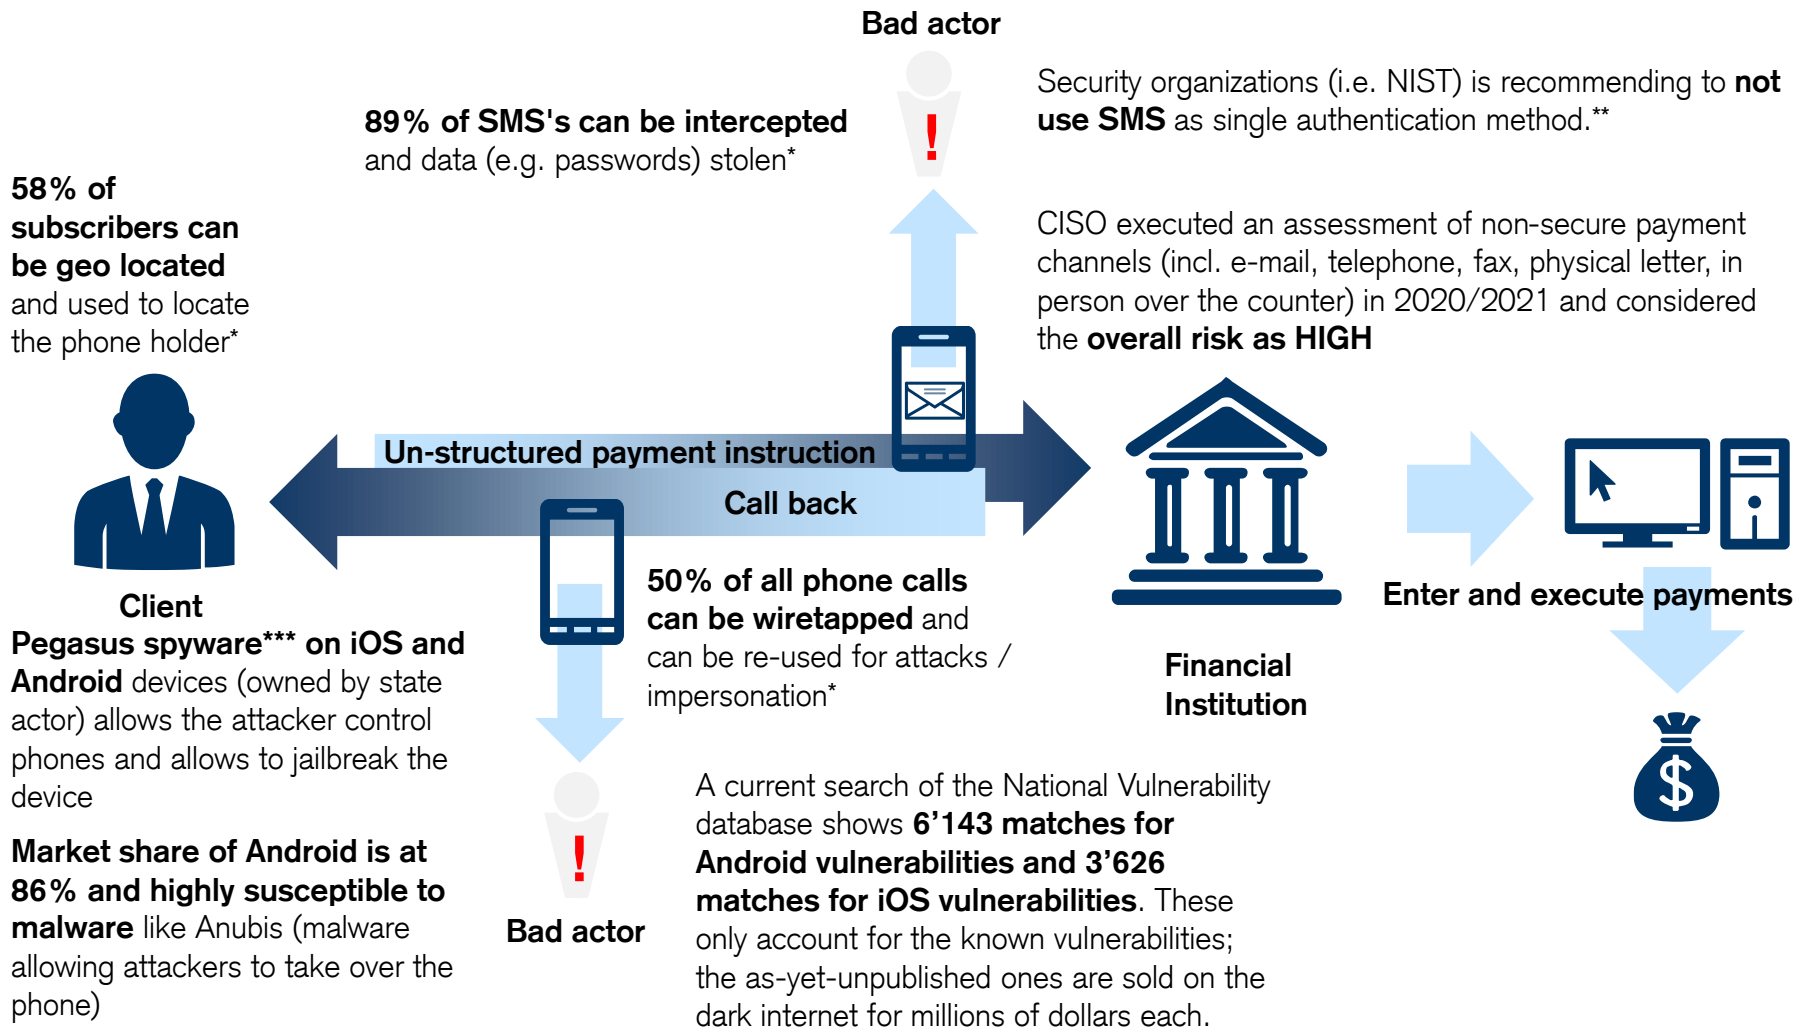 Bad actor
Security organizations (i.e. NIST) is recommending to not
use SMS as single authentication method.**
89% of SMS's can be intercepted
and data (e.g. passwords) stolen*
58% of
subscribers can
be geo located
and used to locate
the phone holder*
CISO executed an assessment of non-secure payment
channels (incl. e-mail, telephone, fax, physical letter, in
person over the counter) in 2020/2021 and considered
the overall risk as HIGH
Un-structured payment instruction
Call back
Client
Pegasus spyware*** on iOS and
Android devices (owned by state
actor) allows the attacker control
phones and allows to jailbreak the
device
Market share of Android is at
86% and highly susceptible to
malware like Anubis (malware
allowing attackers to take over the
phone)
50% of all phone calls
can be wiretapped and
can be re-used for attacks /
impersonation*
Financial
Institution
Enter and execute payments
$
!
!
Bad actor
A current search of the National Vulnerability
database shows 6’143 matches for
Android vulnerabilities and 3’626
matches for iOS vulnerabilities. These
only account for the known vulnerabilities;
the as-yet-unpublished ones are sold on the
dark internet for millions of dollars each.